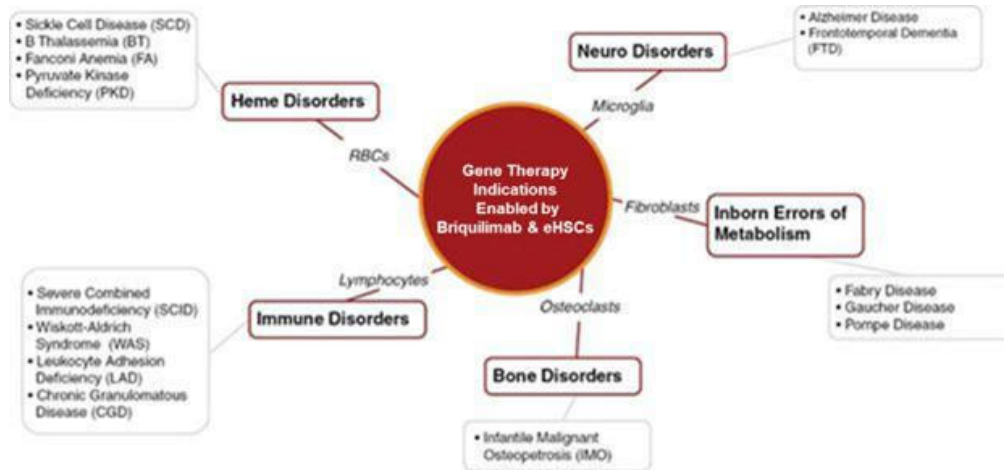 • Sickle Cell Disease (SCD)
• B Thalassemia (BT)
• Fanconi Anemia (FA)
• Pyruvate Kinase
Deficiency (PKD)
Heme Disorders
RBCs
Neuro Disorders
Microglia
• Alzheimer Disease
• Frontotemporal Dementia
(FTD)
Gene Therapy
Indications
Enabled by
Briquilimab & eHSCs
Fibroblasts
Inborn Errors of
Metabolism
• Fabry Disease
• Gaucher Disease
• Pompe Disease
Lymphocytes
Immune Disorders
• Severe Combined
Immunodeficiency (SCID)
• Wiskott-Aldrich
Syndrome (WAS)
• Leukocyte Adhesion
Deficiency (LAD)
• Chronic Granulomatous
Disease (CGD)
Osteoclasts
Bone Disorders
• Infantile Malignant
Osteopetrosis (IMO)